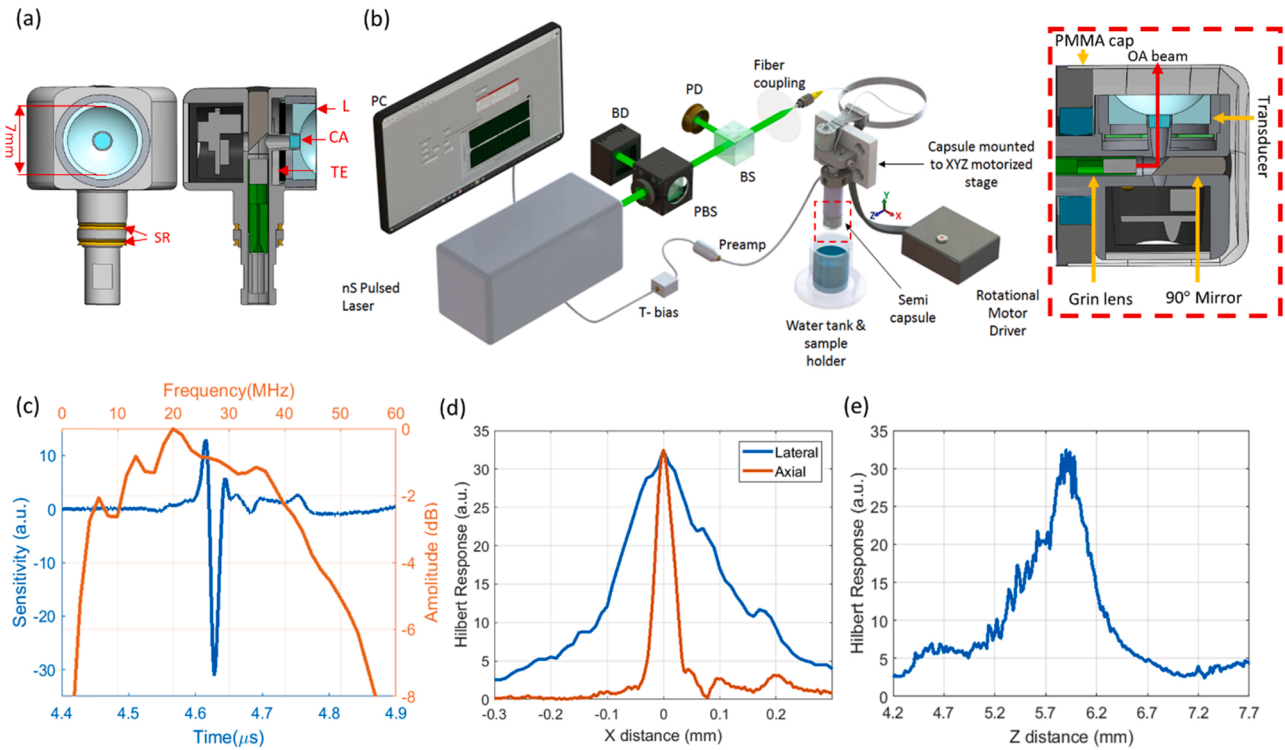 (a)
7mm
L
CA
TE
SR
(b)
PC
BD
PD
Fiber
coupling
BS
PBS
Capsule mounted
to XYZ motorized
stage
Y
Z
X
Preamp
nS Pulsed
Laser
T- bias
Water tank &
sample
holder
Semi
capsule
Rotational
Motor
Driver
PMMA cap
OA beam
Transducer
Grin lens
90° Mirror
(c)
Frequency(MHz)
0 10 20 30 40 50 60
Sensitivity (a.u.)
10
0
-10
-20
-30
Amplitude (dB)
0
-2
-4
-6
-8
4.4 4.5 4.6 4.7 4.8 4.9
Time(μs)
(d)
Hilbert Response (a.u.)
35
30
25
20
15
10
5
0
Lateral
Axial
-0.3 -0.2 -0.1 0 0.1 0.2
X distance (mm)
(e)
Hilbert Response (a.u.)
35
30
25
20
15
10
5
0
4.2 4.7 5.2 5.7 6.2 6.7 7.2 7.7
Z distance (mm)